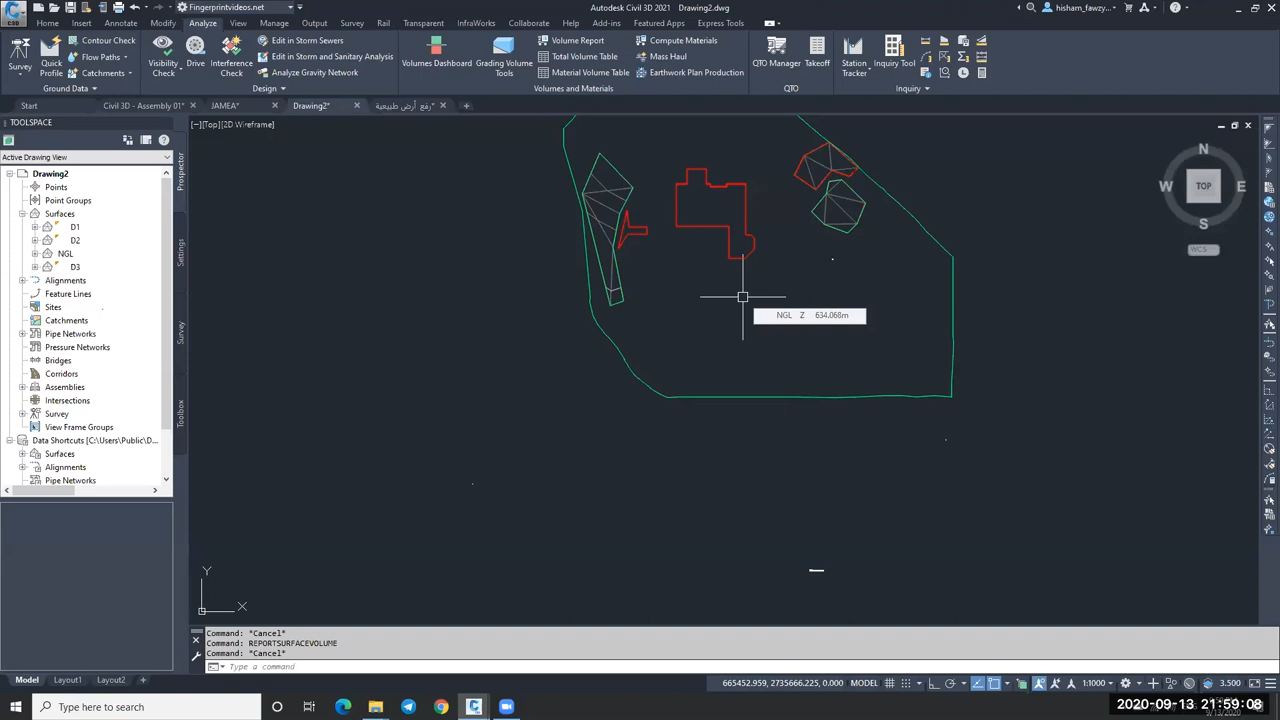 Fingerprintvideos.net
Autodesk Civil 3D 2021 Drawing2.dwg
hisham_fawzy...
Home
Insert
Annotate
Modify
Analyze
View
Manage
Output
Survey
Rail
Transparent
InfraWorks
Collaborate
Help
Add-ins
Featured Apps
Express Tools
Survey
Quick
Profile
Contour Check
Flow Paths
Catchments
Ground Data
Visibility
Check
Drive
Interference
Check
Edit in Storm Sewers
Edit in Storm and Sanitary Analysis
Analyze Gravity Network
Design
Volumes Dashboard
Grading Volume
Tools
Volume Report
Total Volume Table
Material Volume Table
Compute Materials
Mass Haul
Earthwork Plan Production
Volumes and Materials
QTO Manager
Takeoff
QTO
Station
Tracker
Inquiry Tool
Inquiry
Start
Civil 3D - Assembly 01*
JAMEA*
Drawing2*
رفع أرض طبيعية*
TOOLSPACE
Active Drawing View
Drawing2
Points
Point Groups
Surfaces
D1
D2
NGL
D3
Alignments
Feature Lines
Sites
Catchments
Pipe Networks
Pressure Networks
Bridges
Corridors
Assemblies
Intersections
Survey
View Frame Groups
Data Shortcuts [C:\Users\Public\D...
Surfaces
Alignments
Pipe Networks
Prospector
Settings
Survey
Toolbox
[−][Top][2D Wireframe]
N
W
TOP
E
S
WCS
NGL Z 634.068m
Y
X
Command: *Cancel*
Command: REPORTSURFACEVOLUME
Command: *Cancel*
Type a command
Model
Layout1
Layout2
665452.959, 2735666.225, 0.000
MODEL
1:1000
3.500
Type here to search
2020-09-13 21:59:08